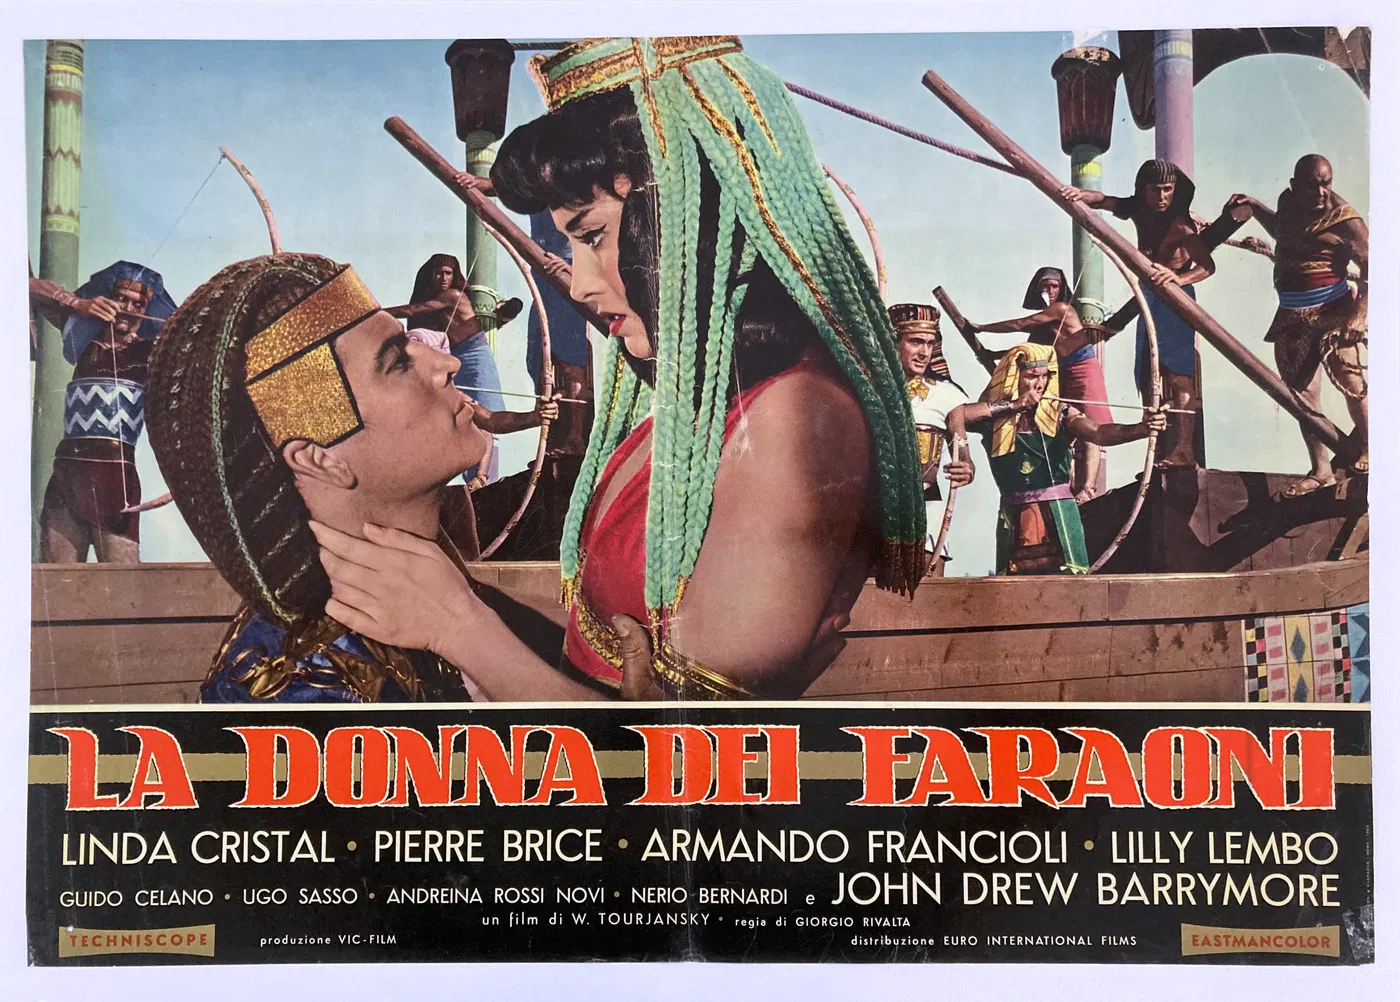 LA DONNA DEI FARAONI
LINDA CRISTAL • PIERRE BRICE • ARMANDO FRANCIOLI • LILLY LEMBO
GUIDO CELANO • UGO SASSO • ANDREINA ROSSI NOVI • NERIO BERNARDI e JOHN DREW BARRYMORE
un film di W. TOURJANSKY • regia di GIORGIO RIVALTA
TECHNISCOPE produzione VIC-FILM distribuzione EURO INTERNATIONAL FILMS EASTMANCOLOR